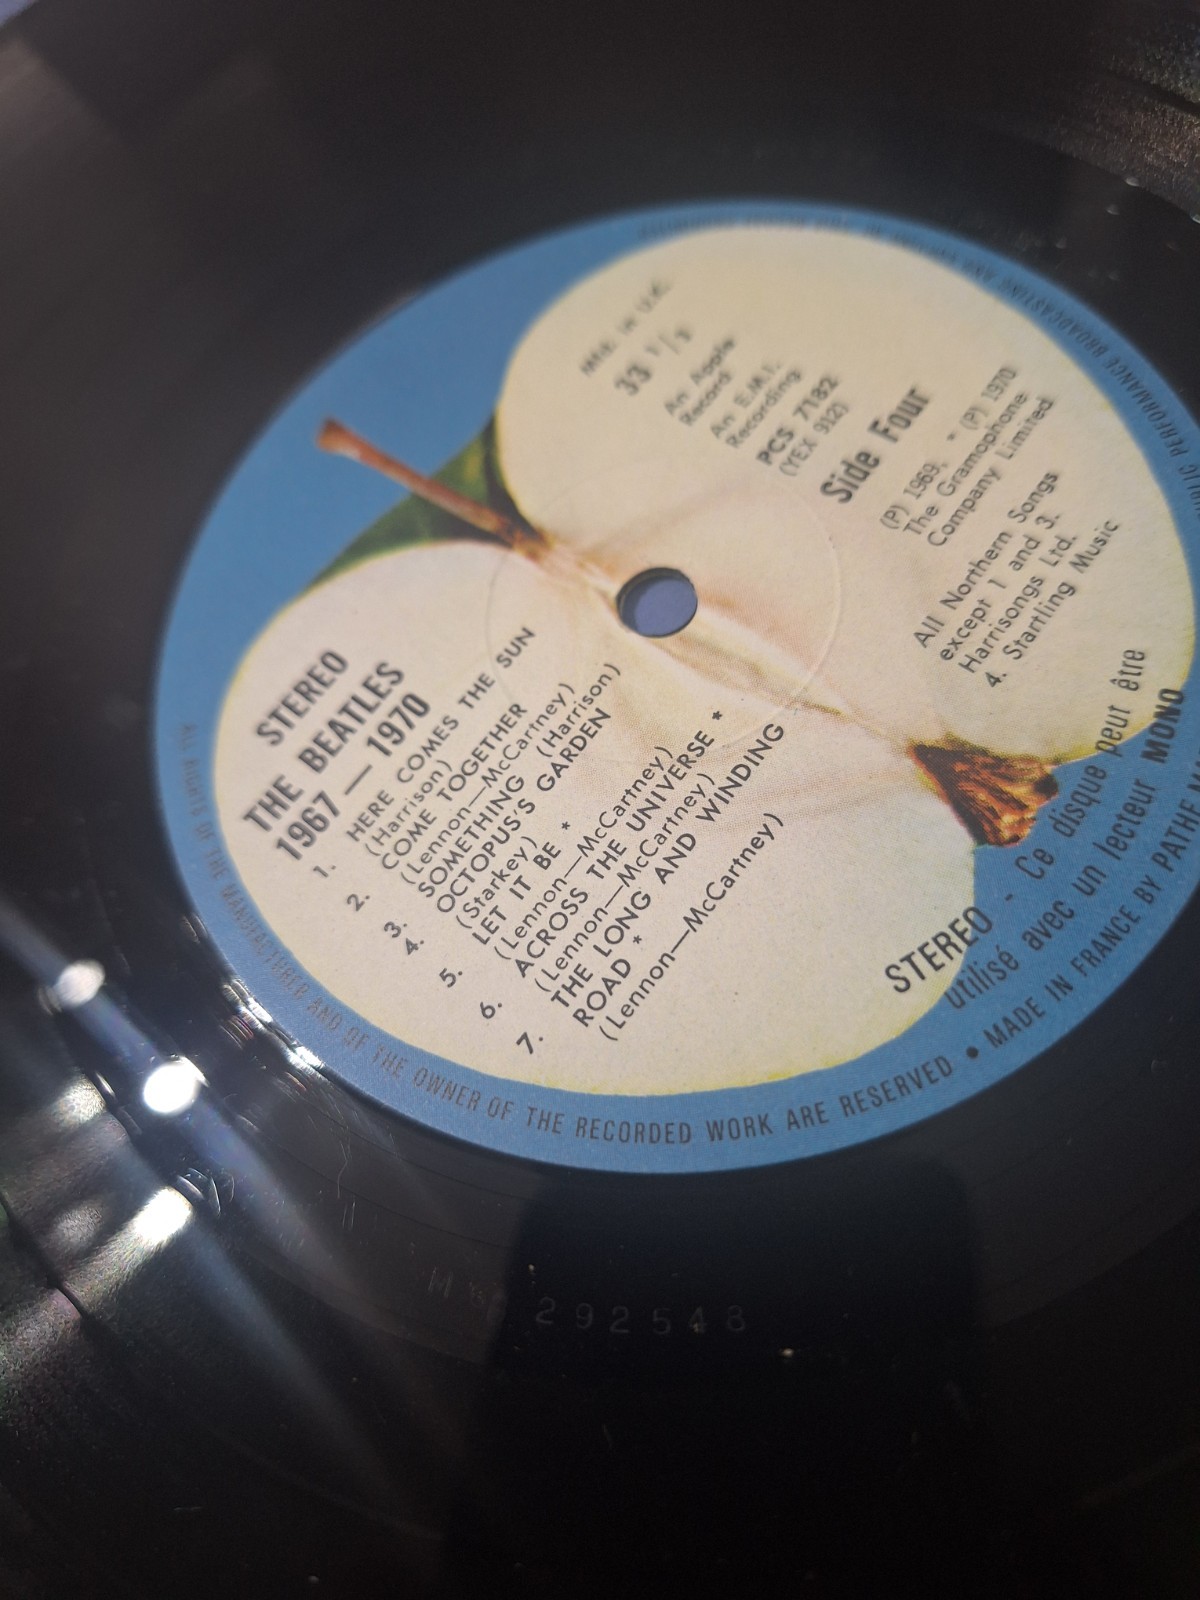 STEREO
THE BEATLES
1967 — 1970
1. HERE COMES THE SUN
(Harrison)
2. COME TOGETHER
(Lennon—McCartney)
3. SOMETHING (Harrison)
4. OCTOPUS'S GARDEN
(Starkey)
5. LET IT BE *
(Lennon—McCartney)
6. ACROSS THE UNIVERSE *
(Lennon—McCartney)
7. THE LONG AND WINDING
ROAD *
(Lennon—McCartney)
33 1/3
An Apple
Record
An E.M.I.
Recording
PCS 7182
(YEX 912)
Side Four
(P) 1969, * (P) 1970
The Gramophone
Company Limited
All Northern Songs
except 1 and 3.
Harrisongs Ltd.
4. Startling Music
STEREO - Ce disque peut être
utilisé avec un lecteur MONO
ALL RIGHTS OF THE MANUFACTURER AND OF THE OWNER OF THE RECORDED WORK ARE RESERVED • MADE IN FRANCE BY PATHE
PUBLIC PERFORMANCE BROADCASTING AND
292548